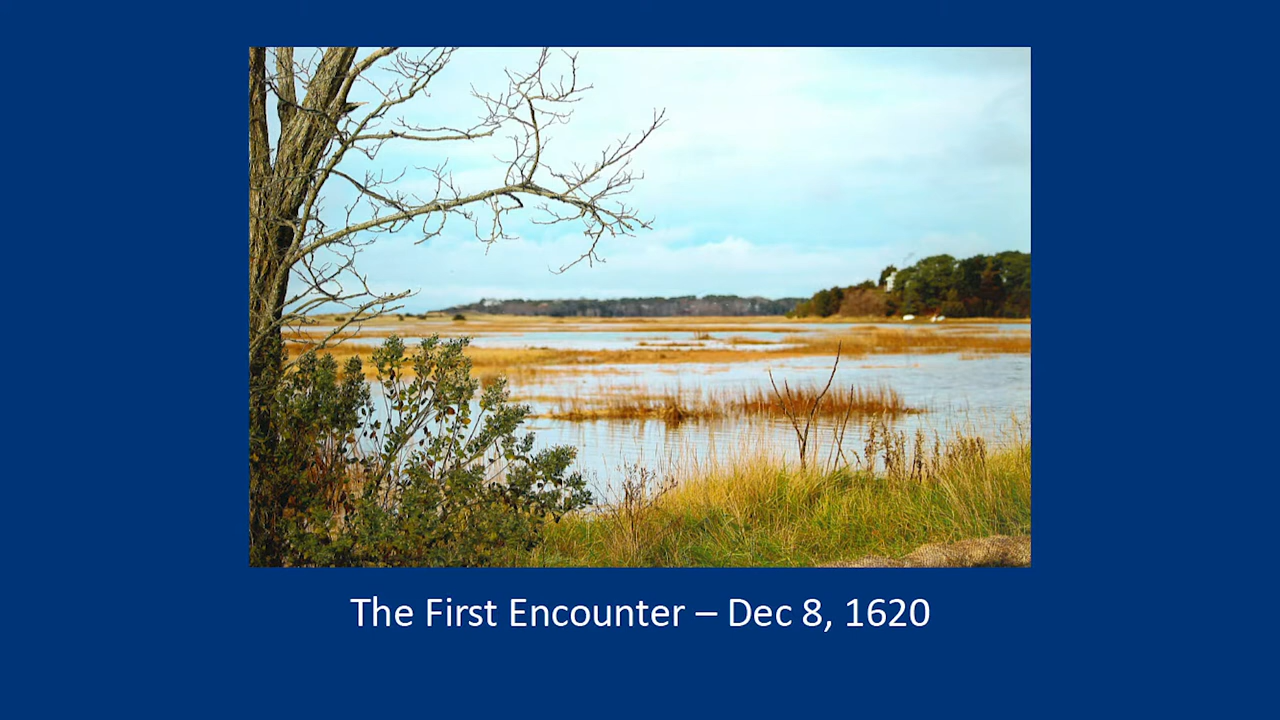 The First Encounter – Dec 8, 1620